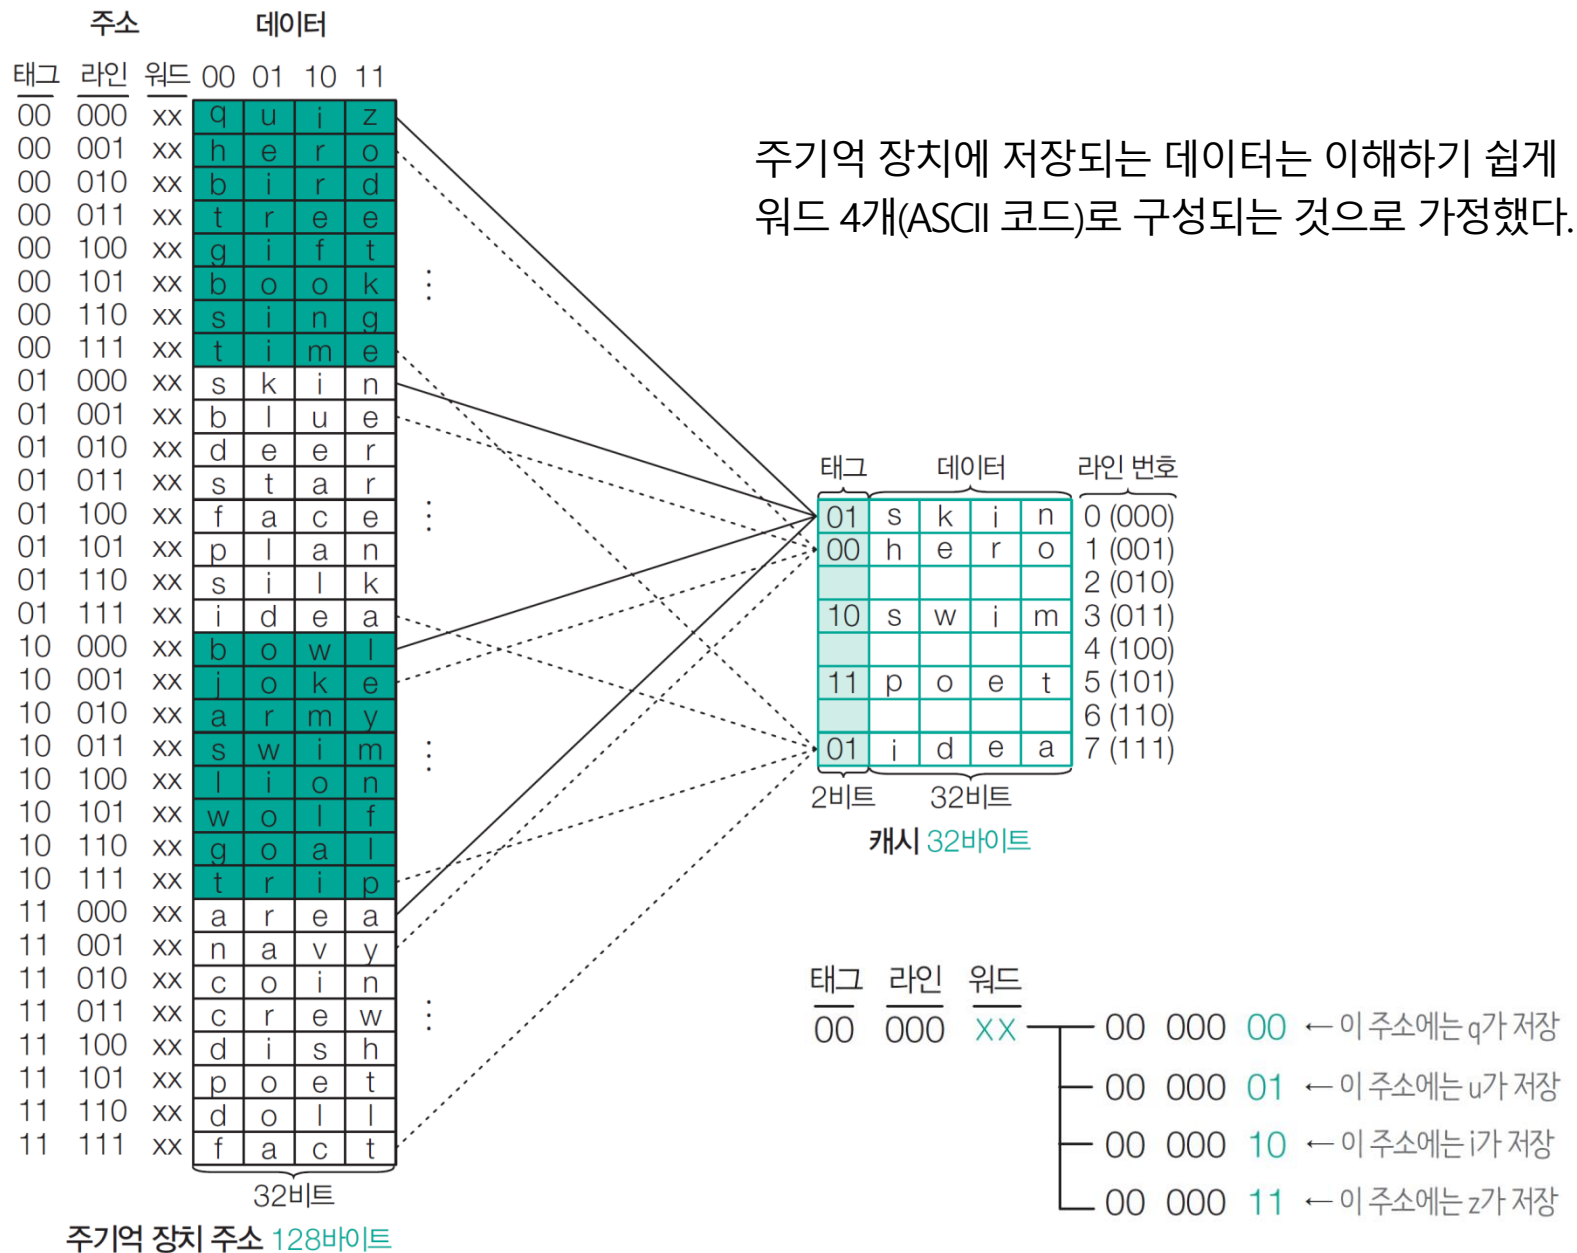 주소 데이터
태그 라인 워드 00 01 10 11
00 000 xx q u i z
00 001 xx h e r o
00 010 xx b i r d
00 011 xx t r e e
00 100 xx g i f t
00 101 xx b o o k
00 110 xx s i n g
00 111 xx t i m e
01 000 xx s k i n
01 001 xx b l u e
01 010 xx d e e r
01 011 xx s t a r
01 100 xx f a c e
01 101 xx p l a n
01 110 xx s i l k
01 111 xx i d e a
10 000 xx b o w l
10 001 xx j o k e
10 010 xx a r m y
10 011 xx s w i m
10 100 xx l i o n
10 101 xx w o l f
10 110 xx g o a l
10 111 xx t r i p
11 000 xx a r e a
11 001 xx n a v y
11 010 xx c o i n
11 011 xx c r e w
11 100 xx d i s h
11 101 xx p o e t
11 110 xx d o l l
11 111 xx f a c t
32비트
주기억 장치 주소 128바이트
주기억 장치에 저장되는 데이터는 이해하기 쉽게
워드 4개(ASCII 코드)로 구성되는 것으로 가정했다.
태그 데이터 라인 번호
01 s k i n 0 (000)
00 h e r o 1 (001)
2 (010)
10 s w i m 3 (011)
4 (100)
11 p o e t 5 (101)
6 (110)
01 i d e a 7 (111)
2비트 32비트
캐시 32바이트
태그 라인 워드
00 000 XX
00 000 00 ← 이 주소에는 q가 저장
00 000 01 ← 이 주소에는 u가 저장
00 000 10 ← 이 주소에는 i가 저장
00 000 11 ← 이 주소에는 z가 저장